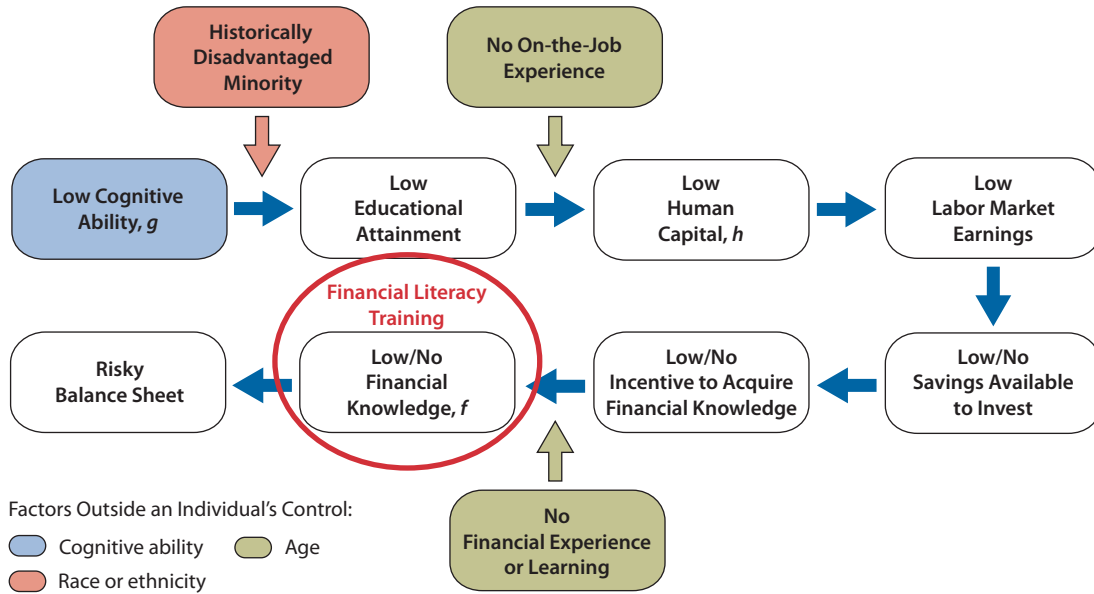 Historically
Disadvantaged
Minority
No On-the-Job
Experience
Low Cognitive
Ability, g
Low
Educational
Attainment
Low
Human
Capital, h
Low
Labor Market
Earnings
Financial Literacy
Training
Risky
Balance Sheet
Low/No
Financial
Knowledge, f
Low/No
Incentive to Acquire
Financial Knowledge
Low/No
Savings Available
to Invest
No
Financial Experience
or Learning
Factors Outside an Individual’s Control:
Cognitive ability
Age
Race or ethnicity